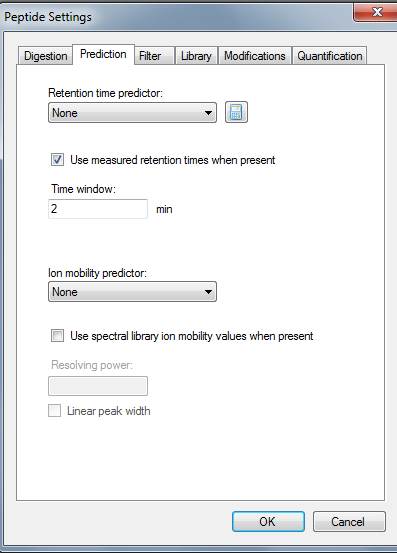 Peptide Settings
Digestion Prediction Filter Library Modifications Quantification
Retention time predictor:
None
Use measured retention times when present
Time window:
2 min
Ion mobility predictor:
None
Use spectral library ion mobility values when present
Resolving power:
Linear peak width
OK Cancel